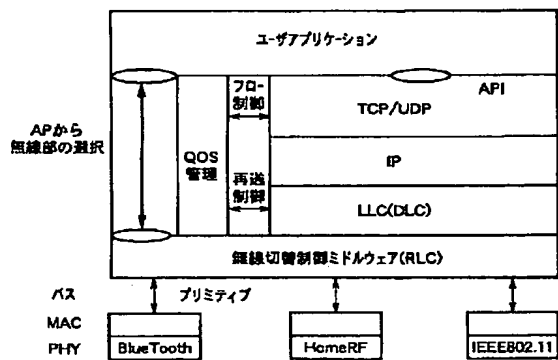 ユーザアプリケーション
フロー
制御
API
TCP/UDP
APから
無線部の選択
QOS
管理
IP
再送
制御
LLC(DLC)
無線切替制御ミドルウェア(RLC)
バス
プリミティブ
MAC
PHY
BlueTooth
HomeRF
IEEE802.11